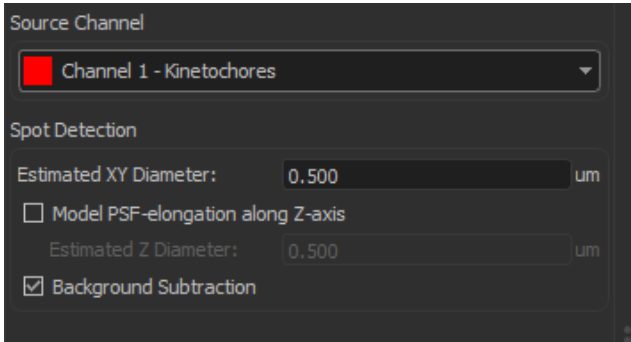 Source Channel
Channel 1 - Kinetochores
Spot Detection
Estimated XY Diameter: 0.500 um
Model PSF-elongation along Z-axis
Estimated Z Diameter: 0.500 um
Background Subtraction